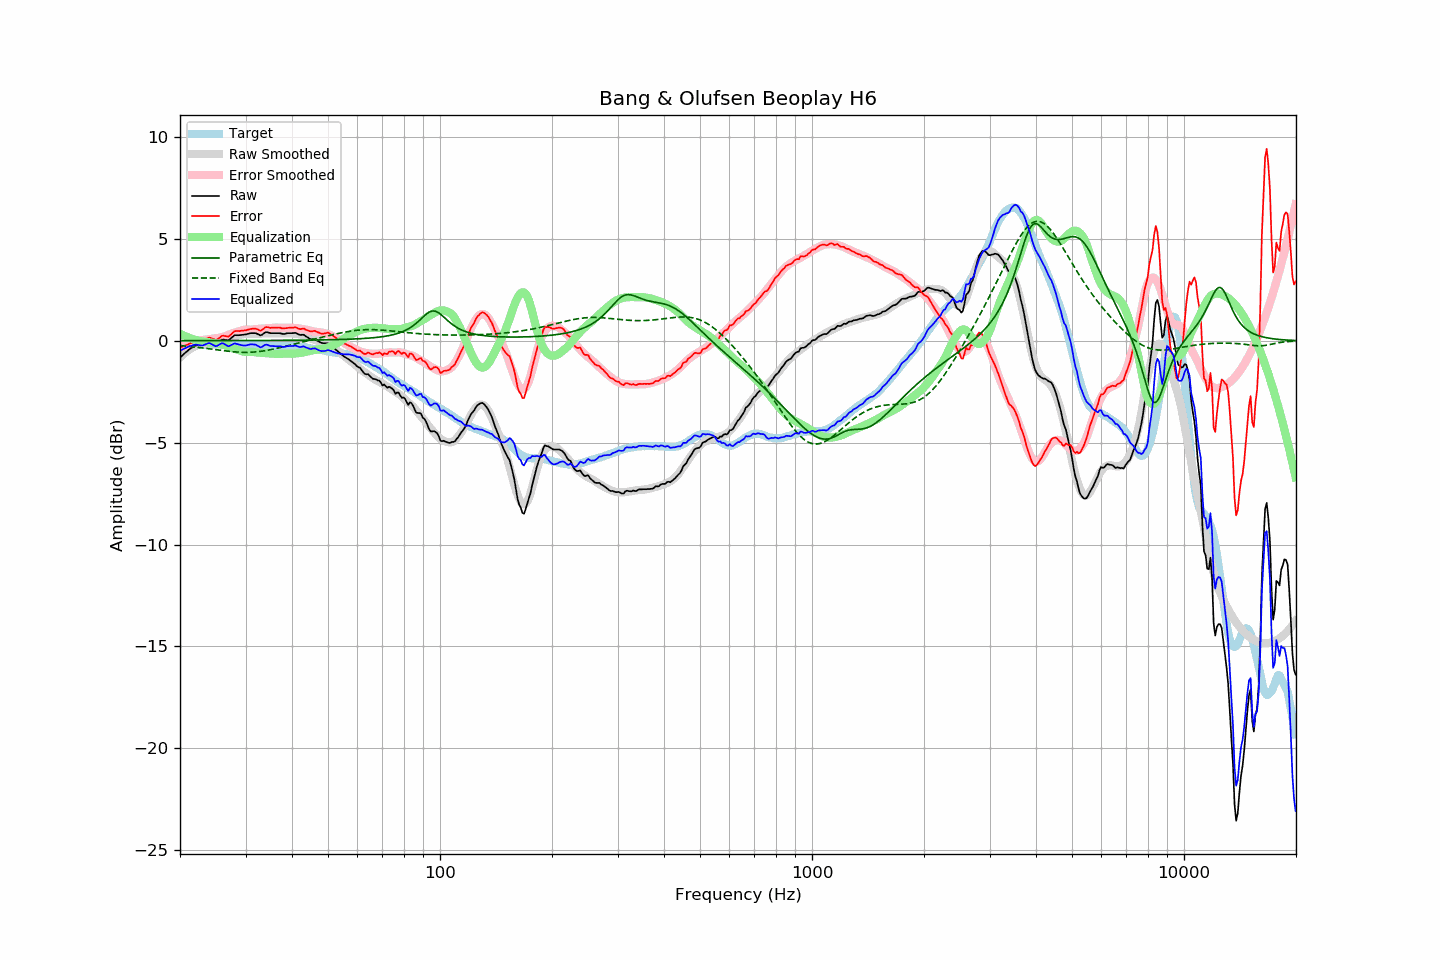 Bang & Olufsen Beoplay H6
Target
Raw Smoothed
Error Smoothed
Raw
Error
Equalization
Parametric Eq
Fixed Band Eq
Equalized
10
5
0
−5
−10
−15
−20
−25
Amplitude (dBr)
100
1000
10000
Frequency (Hz)